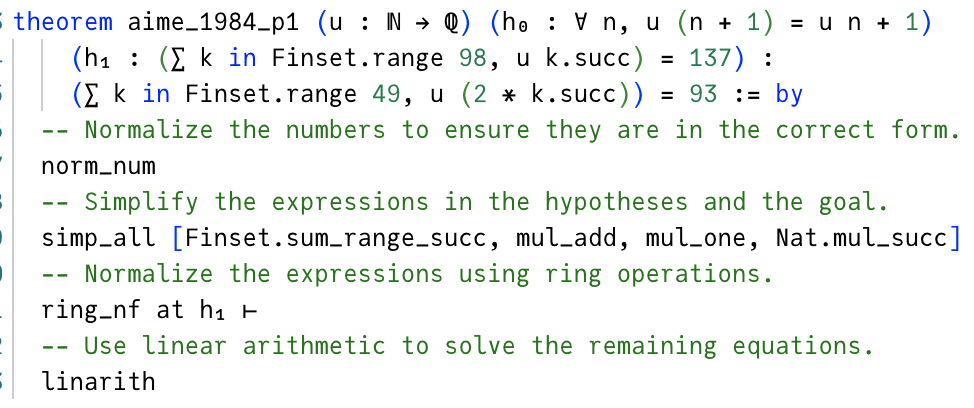 theorem aime_1984_p1 (u : ℕ → ℚ) (h₀ : ∀ n, u (n + 1) = u n + 1)
(h₁ : (∑ k in Finset.range 98, u k.succ) = 137) :
(∑ k in Finset.range 49, u (2 * k.succ)) = 93 := by
-- Normalize the numbers to ensure they are in the correct form.
norm_num
-- Simplify the expressions in the hypotheses and the goal.
simp_all [Finset.sum_range_succ, mul_add, mul_one, Nat.mul_succ]
-- Normalize the expressions using ring operations.
ring_nf at h₁ ⊢
-- Use linear arithmetic to solve the remaining equations.
linarith